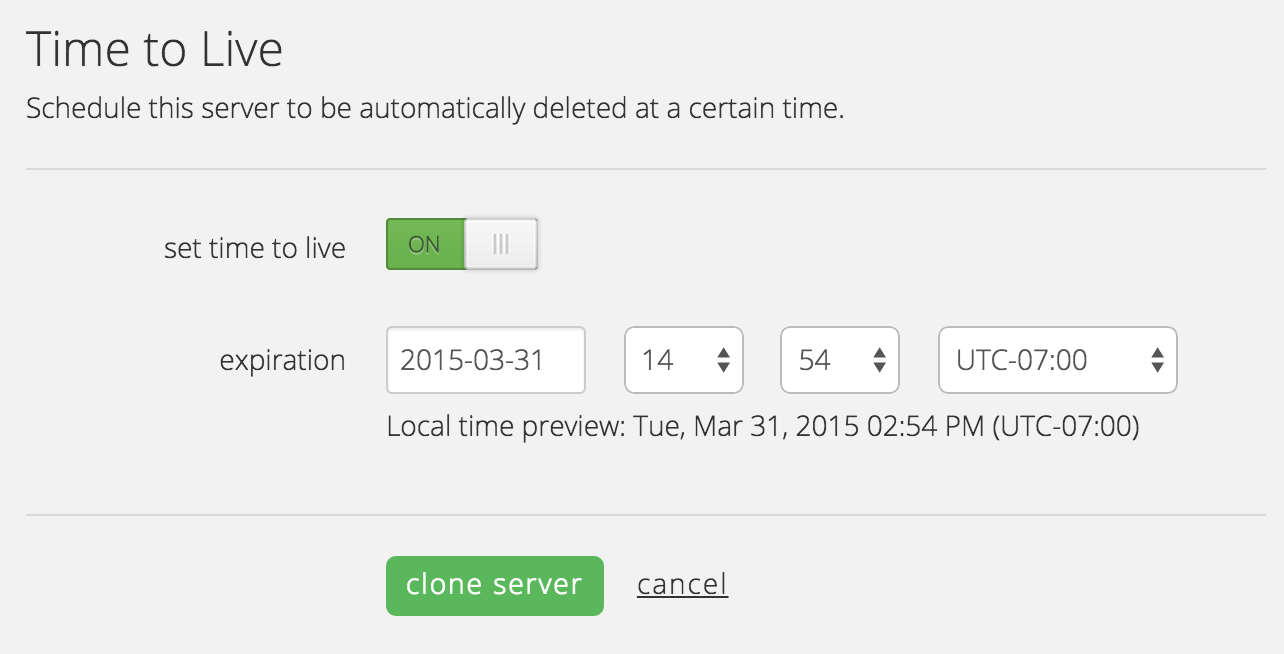 Time to Live
Schedule this server to be automatically deleted at a certain time.
set time to live ON
expiration 2015-03-31 14 54 UTC-07:00
Local time preview: Tue, Mar 31, 2015 02:54 PM (UTC-07:00)
clone server cancel